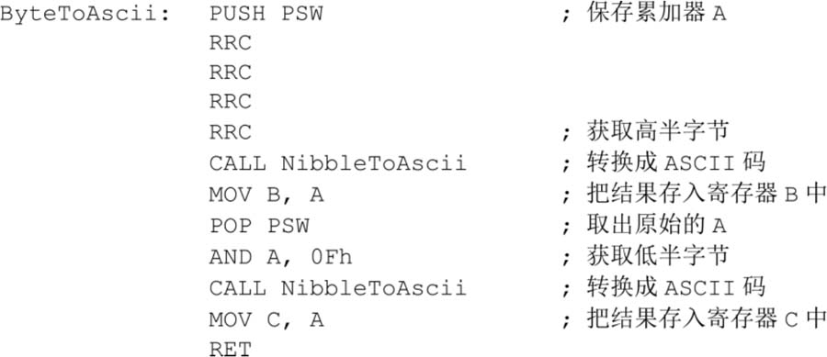 ByteToAscii: PUSH PSW ; 保存累加器 A
RRC
RRC
RRC
RRC ; 获取高半字节
CALL NibbleToAscii ; 转换成 ASCII 码
MOV B, A ; 把结果存入寄存器 B 中
POP PSW ; 取出原始的 A
AND A, 0Fh ; 获取低半字节
CALL NibbleToAscii ; 转换成 ASCII 码
MOV C, A ; 把结果存入寄存器 C 中
RET